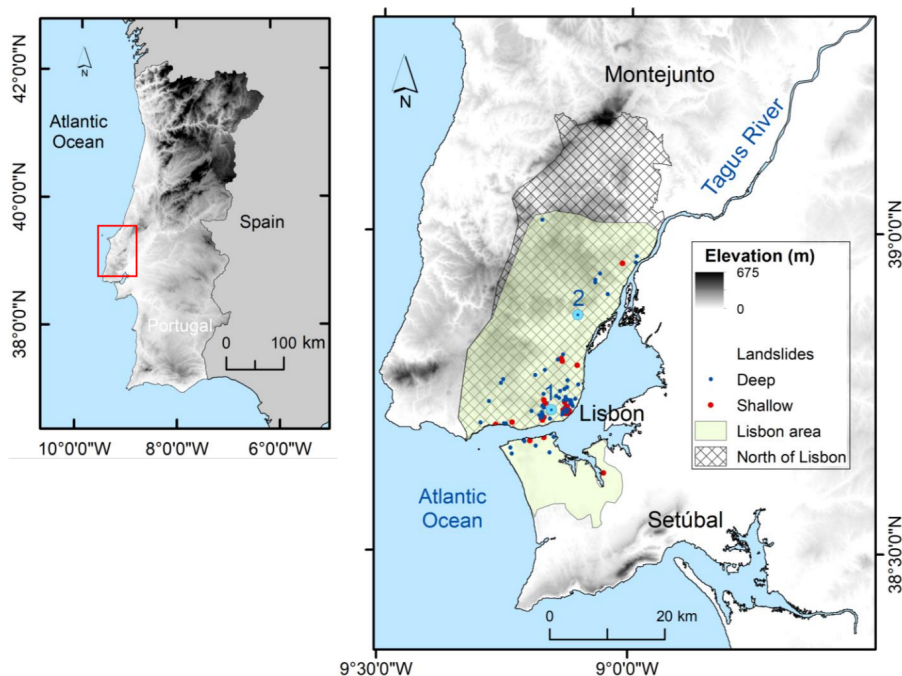 42°0'0"N
40°0'0"N
38°0'0"N
N
Atlantic
Ocean
Spain
Portugal
0
100 km
10°0'0"W
8°0'0"W
6°0'0"W
N
Montejunto
Tagus River
39°0'0"N
38°30'0"N
2
1
Lisbon
Atlantic
Ocean
Setúbal
0
20 km
9°30'0"W
9°0'0"W
Elevation (m)
675
0
Landslides
Deep
Shallow
Lisbon area
North of Lisbon